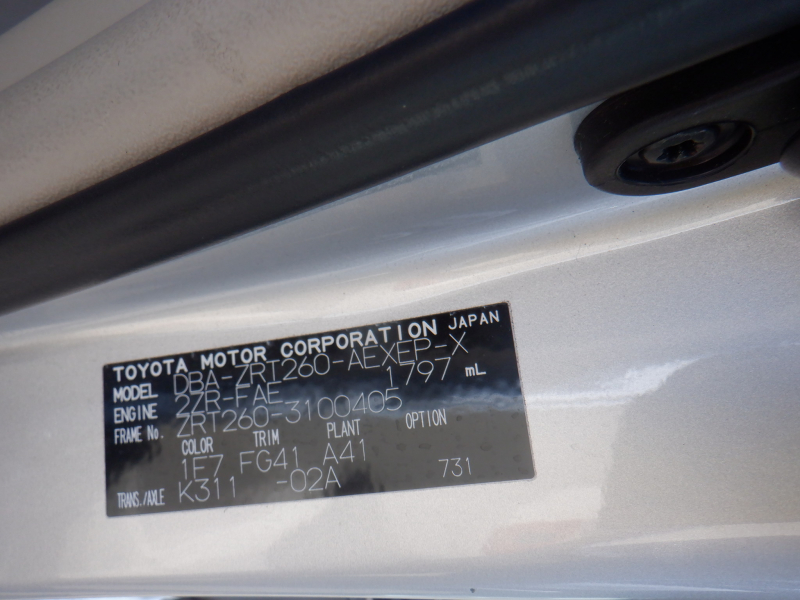 TOYOTA MOTOR CORPORATION JAPAN
MODEL DBA-ZRT260-AEXEP-X
ENGINE 2ZR-FAE 1797 mL
FRAME No. ZRT260-3100405
COLOR TRIM PLANT OPTION
1F7 FG41 A41
TRANS./AXLE K311 -02A 731